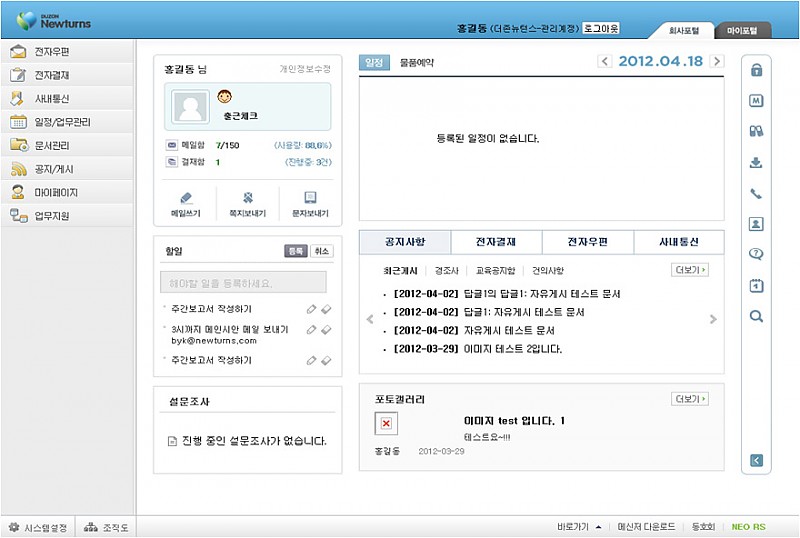 DUZON
Newturns
홍길동 (더존뉴턴스-관리계정) 로그아웃
회사포털
마이포털
전자우편
전자결재
사내통신
일정/업무관리
문서관리
공지/게시
마이페이지
업무지원
홍길동 님
개인정보수정
출근체크
메일함 7/150 (사용량: 88,6%)
결재함 1 (진행중: 3건)
메일쓰기
쪽지보내기
문자보내기
할일
등록
취소
해야할 일을 등록하세요.
주간보고서 작성하기
3시까지 메인시안 메일 보내기
byk@newturns.com
주간보고서 작성하기
설문조사
진행 중인 설문조사가 없습니다.
일정
물품예약
2012.04.18
등록된 일정이 없습니다.
공지사항
전자결재
전자우편
사내통신
최근게시 | 경조사 | 교육공지함 | 건의사항
더보기
[2012-04-02] 답글1의 답글1: 자유게시 테스트 문서
[2012-04-02] 답글1: 자유게시 테스트 문서
[2012-04-02] 자유게시 테스트 문서
[2012-03-29] 이미지 테스트 2입니다.
포토갤러리
더보기
이미지 test 입니다. 1
테스트요~!!!
홍길동 2012-03-29
M
시스템설정
조직도
바로가기
메신저 다운로드
동호회
NEO RS